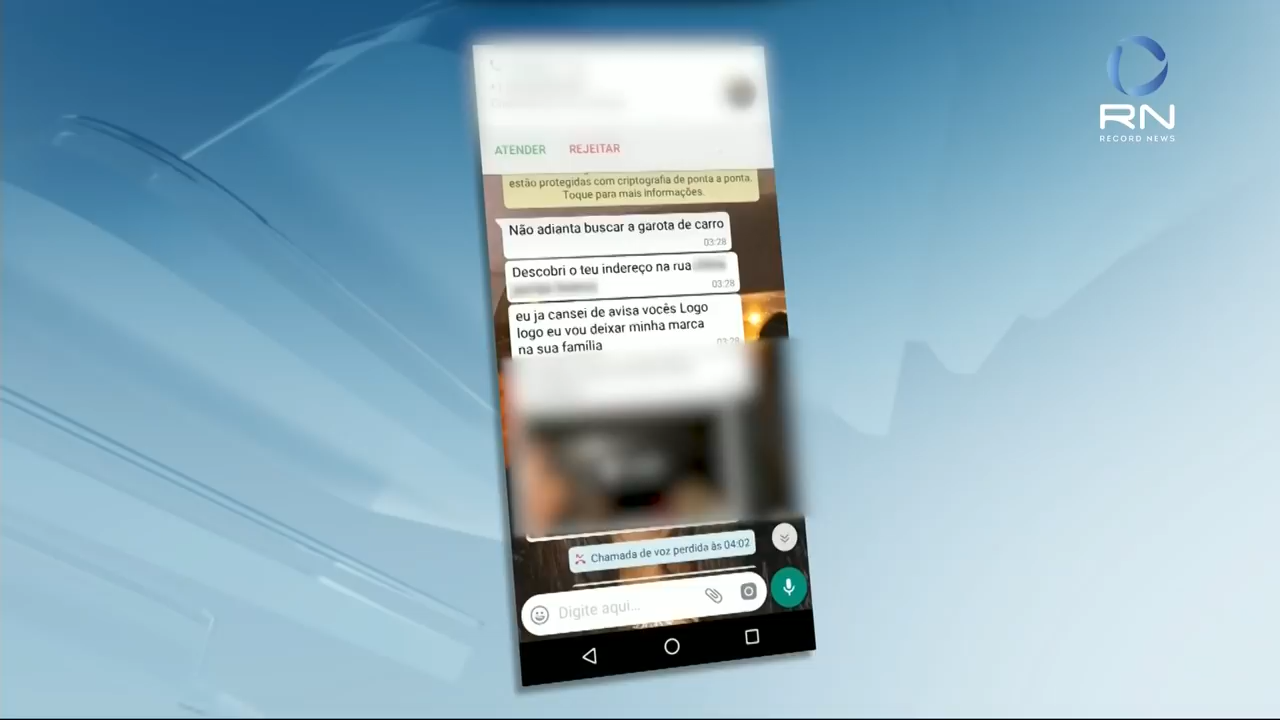 RN
RECORD NEWS
ATENDER REJEITAR
estão protegidas com criptografia de ponta a ponta.
Toque para mais informações.
Não adianta buscar a garota de carro
03:28
Descobri o teu indereço na rua
03:28
eu ja cansei de avisa vocês Logo
logo eu vou deixar minha marca
na sua família
03:29
Chamada de voz perdida às 04:02
Digite aqui...